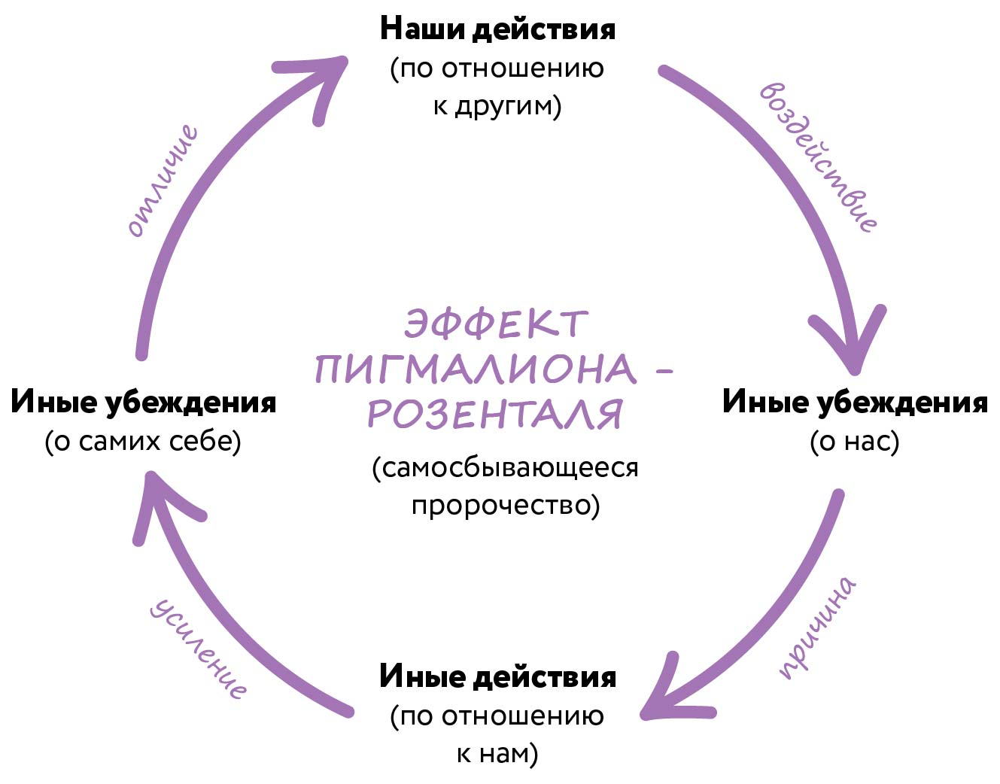 Наши действия
(по отношению
к другим)
отличие
воздействие
ЭФФЕКТ
ПИГМАЛИОНА -
РОЗЕНТАЛЯ
(самосбывающееся
пророчество)
Иные убеждения
(о самих себе)
Иные убеждения
(о нас)
усиление
причина
Иные действия
(по отношению
к нам)